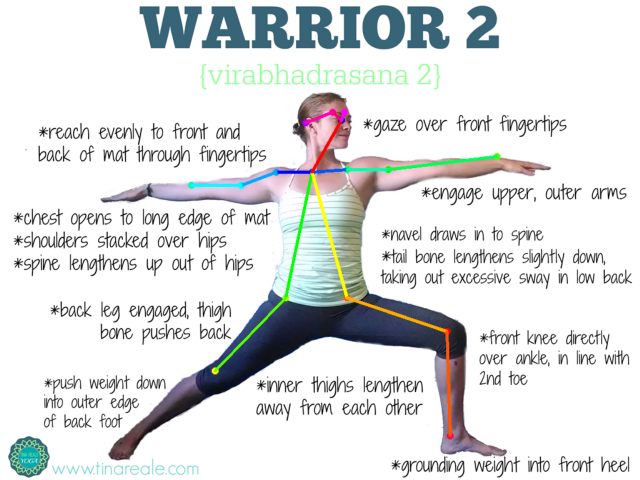 WARRIOR 2
{virabhadrasana 2}
*reach evenly to front and
back of mat through fingertips
*gaze over front fingertips
*engage upper, outer arms
*chest opens to long edge of mat
*shoulders stacked over hips
*spine lengthens up out of hips
*navel draws in to spine
*tail bone lengthens slightly down,
taking out excessive sway in low back
*back leg engaged, thigh
bone pushes back
*front knee directly
over ankle, in line with
2nd toe
*push weight down
into outer edge
of back foot
*inner thighs lengthen
away from each other
YOGA
www.tinareale.com
*grounding weight into front heel